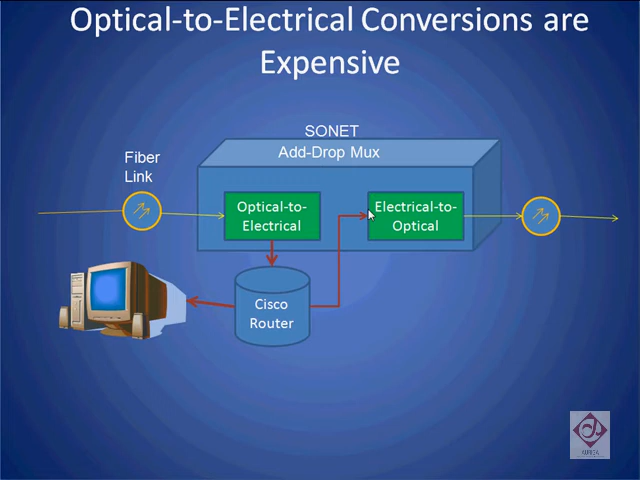 Optical-to-Electrical Conversions are
Expensive
SONET
Add-Drop Mux
Fiber
Link
Optical-to-
Electrical
Electrical-to-
Optical
Cisco
Router